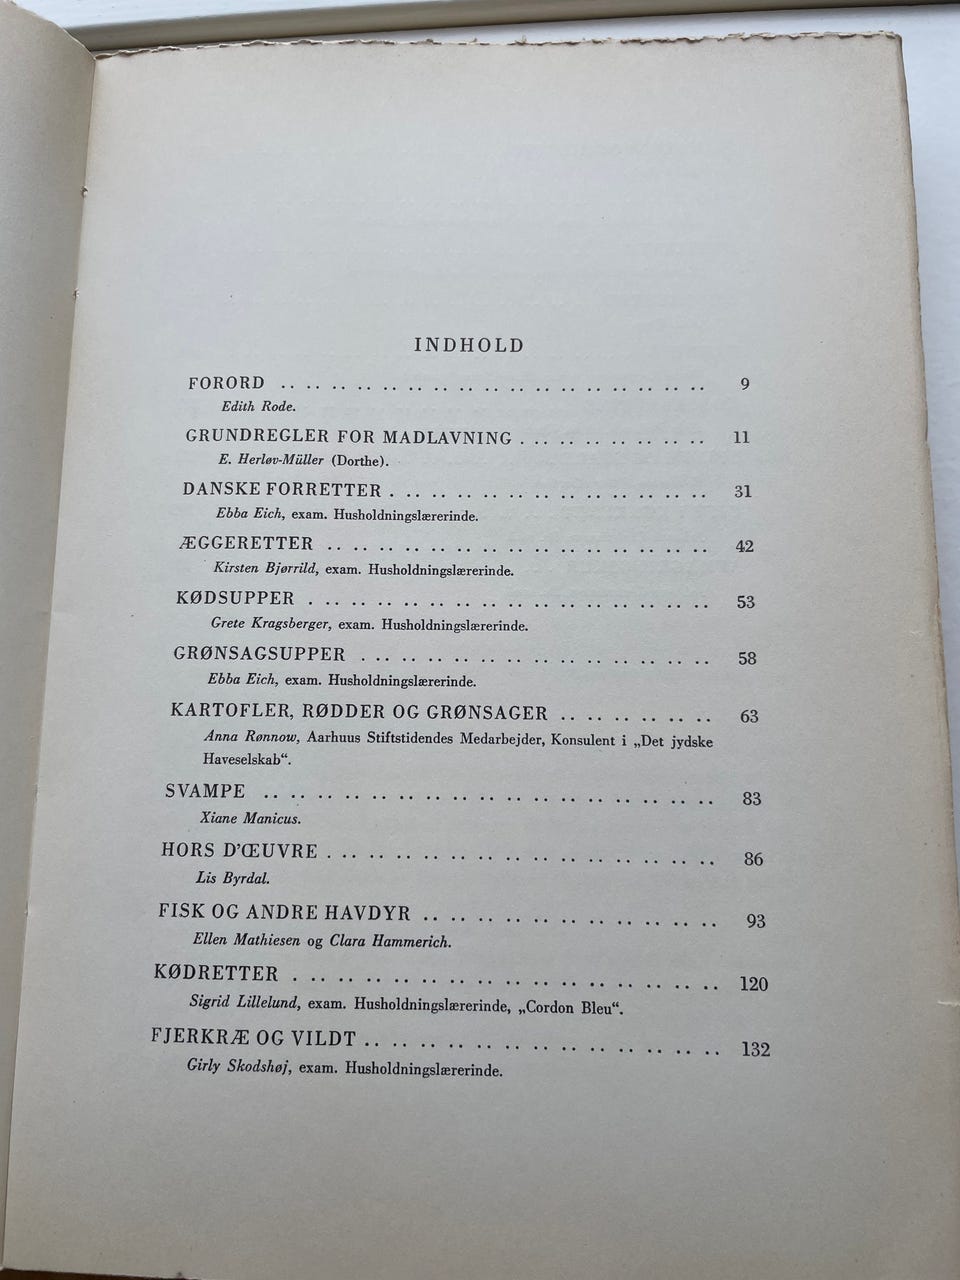 INDHOLD
FORORD .. .. .. .. .. .. .. .. .. .. .. .. .. .. .. .. .. 9
Edith Rode.
GRUNDREGLER FOR MADLAVNING . .. .. .. .. .. .. .. 11
E. Herløv-Müller (Dorthe).
DANSKE FORRETTER . .. .. .. .. .. .. .. .. .. .. .. .. 31
Ebba Eich, exam. Husholdningslærerinde.
ÆGGERETTER .. .. .. .. .. .. .. .. .. .. .. .. .. .. .. 42
Kirsten Bjørrild, exam. Husholdningslærerinde.
KØDSUPPER . .. .. .. .. .. .. .. .. .. .. .. .. .. .. .. 53
Grete Kragsberger, exam. Husholdningslærerinde.
GRØNSAGSUPPER . .. .. .. .. .. .. .. .. .. .. .. .. .. 58
Ebba Eich, exam. Husholdningslærerinde.
KARTOFLER, RØDDER OG GRØNSAGER .. .. .. .. .. .. 63
Anna Rønnow, Aarhuus Stiftstidendes Medarbejder, Konsulent i „Det jydske
Haveselskab“.
SVAMPE .. .. .. .. .. .. .. .. .. .. .. .. .. .. .. .. .. 83
Xiane Manicus.
HORS D'ŒUVRE . .. .. .. .. .. .. .. .. .. .. .. .. .. .. 86
Lis Byrdal.
FISK OG ANDRE HAVDYR .. .. .. .. .. .. .. .. .. .. .. 93
Ellen Mathiesen og Clara Hammerich.
KØDRETTER . .. .. .. .. .. .. .. .. .. .. .. .. .. .. .. 120
Sigrid Lillelund, exam. Husholdningslærerinde, „Cordon Bleu“.
FJERKRÆ OG VILDT .. .. .. .. .. .. .. .. .. .. .. .. .. 132
Girly Skodshøj, exam. Husholdningslærerinde.